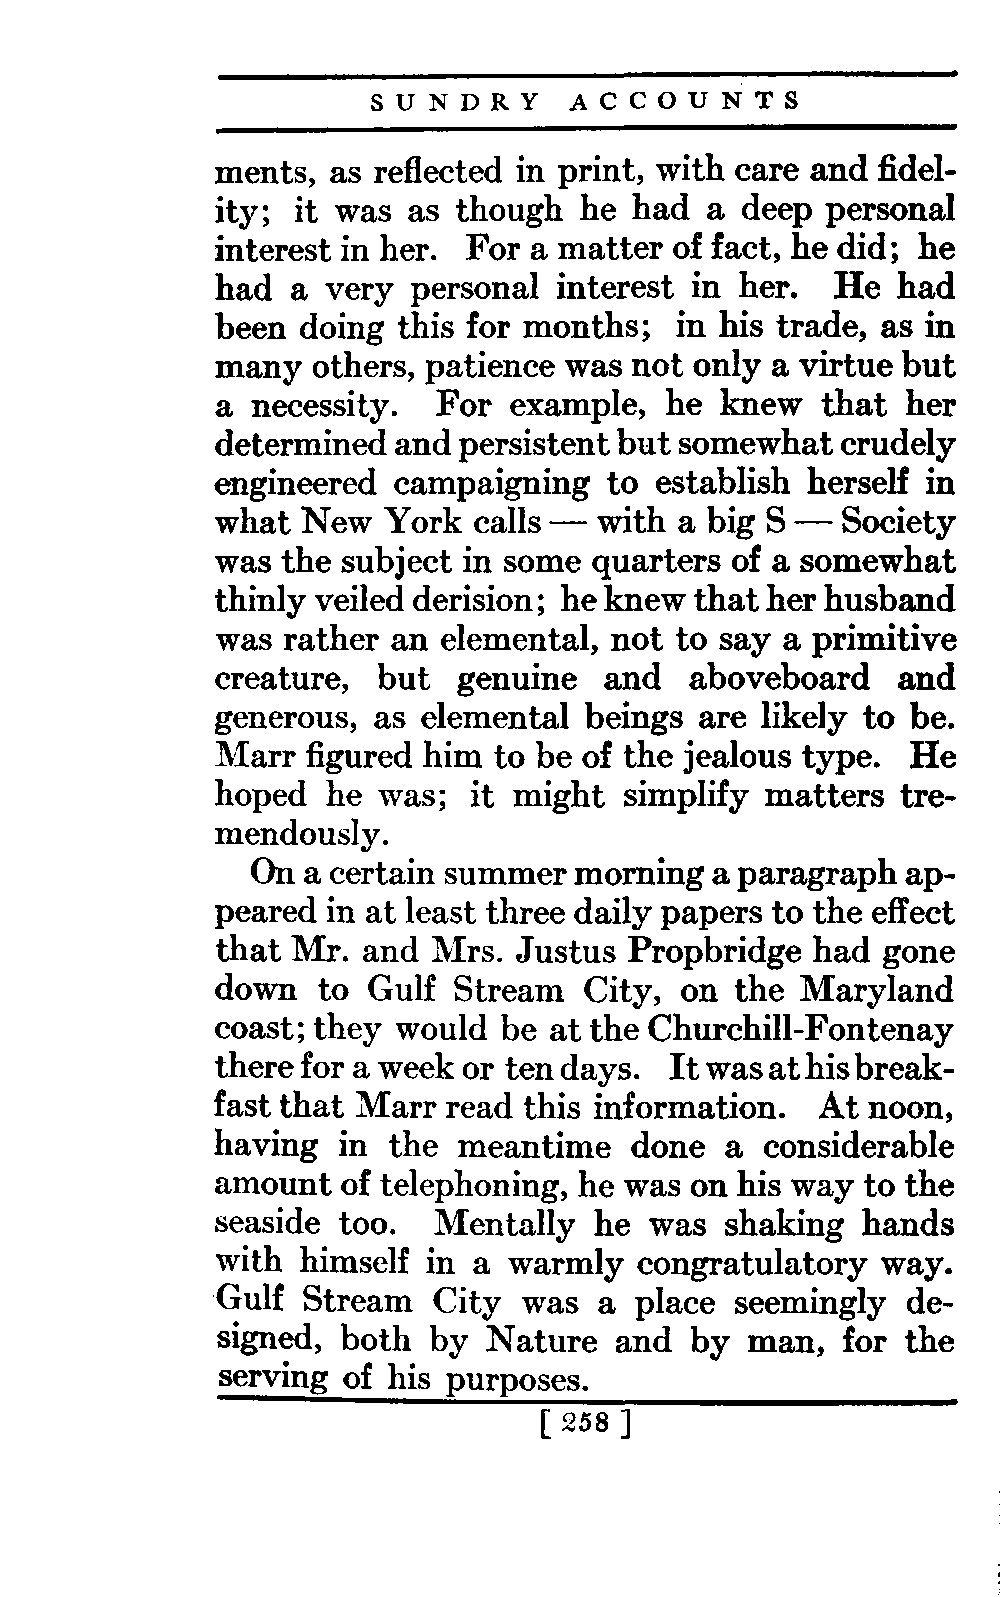 SUNDRY ACCOUNTS
ments, as reflected in print, with care and fidel-
ity; it was as though he had a deep personal
interest in her. For a matter of fact, he did; he
had a very personal interest in her. He had
been doing this for months; in his trade, as in
many others, patience was not only a virtue but
a necessity. For example, he knew that her
determined and persistent but somewhat crudely
engineered campaigning to establish herself in
what New York calls — with a big S — Society
was the subject in some quarters of a somewhat
thinly veiled derision; he knew that her husband
was rather an elemental, not to say a primitive
creature, but genuine and aboveboard and
generous, as elemental beings are likely to be.
Marr figured him to be of the jealous type. He
hoped he was; it might simplify matters tre-
mendously.
On a certain summer morning a paragraph ap-
peared in at least three daily papers to the effect
that Mr. and Mrs. Justus Propbridge had gone
down to Gulf Stream City, on the Maryland
coast; they would be at the Churchill-Fontenay
there for a week or ten days. It was at his break-
fast that Marr read this information. At noon,
having in the meantime done a considerable
amount of telephoning, he was on his way to the
seaside too. Mentally he was shaking hands
with himself in a warmly congratulatory way.
Gulf Stream City was a place seemingly de-
signed, both by Nature and by man, for the
serving of his purposes.
[ 258 ]